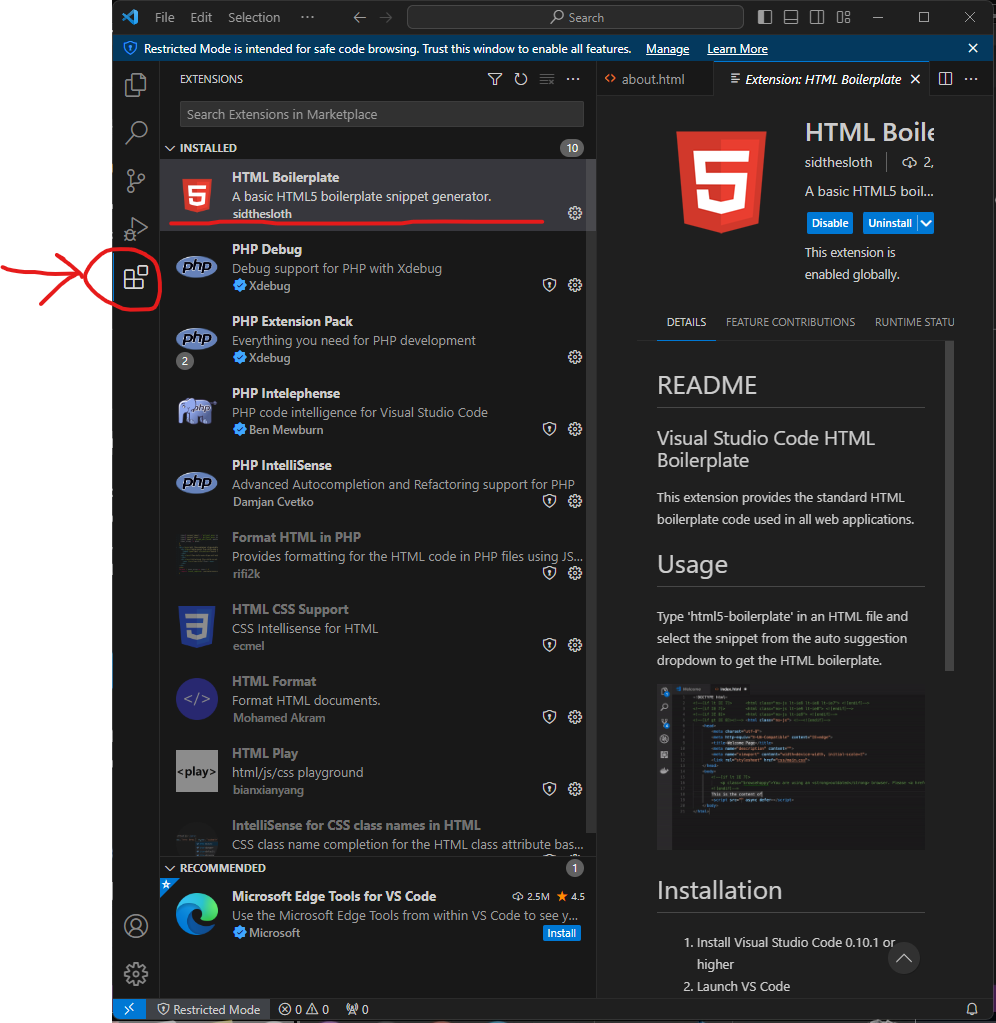 File Edit Selection ··· Search
Restricted Mode is intended for safe code browsing. Trust this window to enable all features. Manage Learn More
EXTENSIONS
Search Extensions in Marketplace
INSTALLED 10
HTML Boilerplate
A basic HTML5 boilerplate snippet generator.
sidthesloth
php
PHP Debug
Debug support for PHP with Xdebug
Xdebug
php
2
PHP Extension Pack
Everything you need for PHP development
Xdebug
php
PHP Intelephense
PHP code intelligence for Visual Studio Code
Ben Mewburn
php
PHP IntelliSense
Advanced Autocompletion and Refactoring support for PHP
Damjan Cvetko
Format HTML in PHP
Provides formatting for the HTML code in PHP files using JS...
rifi2k
HTML CSS Support
CSS Intellisense for HTML
ecmel
</>
HTML Format
Format HTML documents.
Mohamed Akram
<play>
HTML Play
html/js/css playground
bianxianyang
IntelliSense for CSS class names in HTML
CSS class name completion for the HTML class attribute bas...
RECOMMENDED 1
Microsoft Edge Tools for VS Code 2.5M 4.5
Use the Microsoft Edge Tools from within VS Code to see y...
Microsoft Install
Restricted Mode 0 0 0
<> about.html Extension: HTML Boilerplate
5
HTML Boile
sidthesloth 2,
A basic HTML5 boil...
Disable Uninstall
This extension is
enabled globally.
DETAILS FEATURE CONTRIBUTIONS RUNTIME STATU
README
Visual Studio Code HTML
Boilerplate
This extension provides the standard HTML
boilerplate code used in all web applications.
Usage
Type 'html5-boilerplate' in an HTML file and
select the snippet from the auto suggestion
dropdown to get the HTML boilerplate.
Installation
1. Install Visual Studio Code 0.10.1 or
higher
2. Launch VS Code